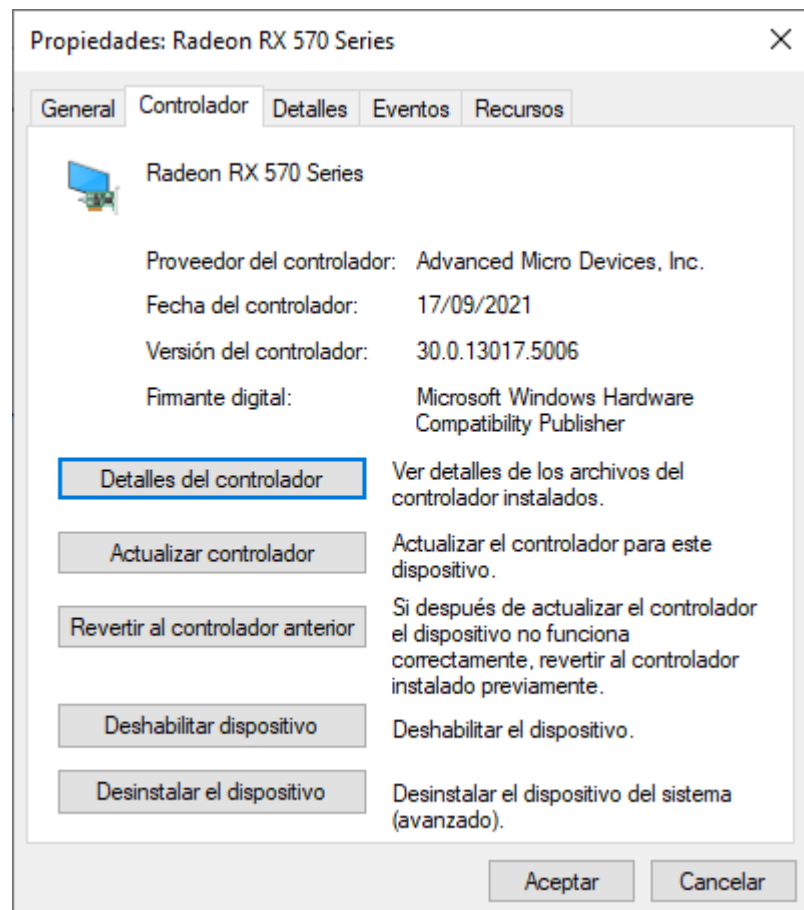 Propiedades: Radeon RX 570 Series
General Controlador Detalles Eventos Recursos
Radeon RX 570 Series
Proveedor del controlador: Advanced Micro Devices, Inc.
Fecha del controlador: 17/09/2021
Versión del controlador: 30.0.13017.5006
Firmante digital: Microsoft Windows Hardware
Compatibility Publisher
Detalles del controlador
Ver detalles de los archivos del
controlador instalados.
Actualizar controlador
Actualizar el controlador para este
dispositivo.
Revertir al controlador anterior
Si después de actualizar el controlador
el dispositivo no funciona
correctamente, revertir al controlador
instalado previamente.
Deshabilitar dispositivo
Deshabilitar el dispositivo.
Desinstalar el dispositivo
Desinstalar el dispositivo del sistema
(avanzado).
Aceptar Cancelar